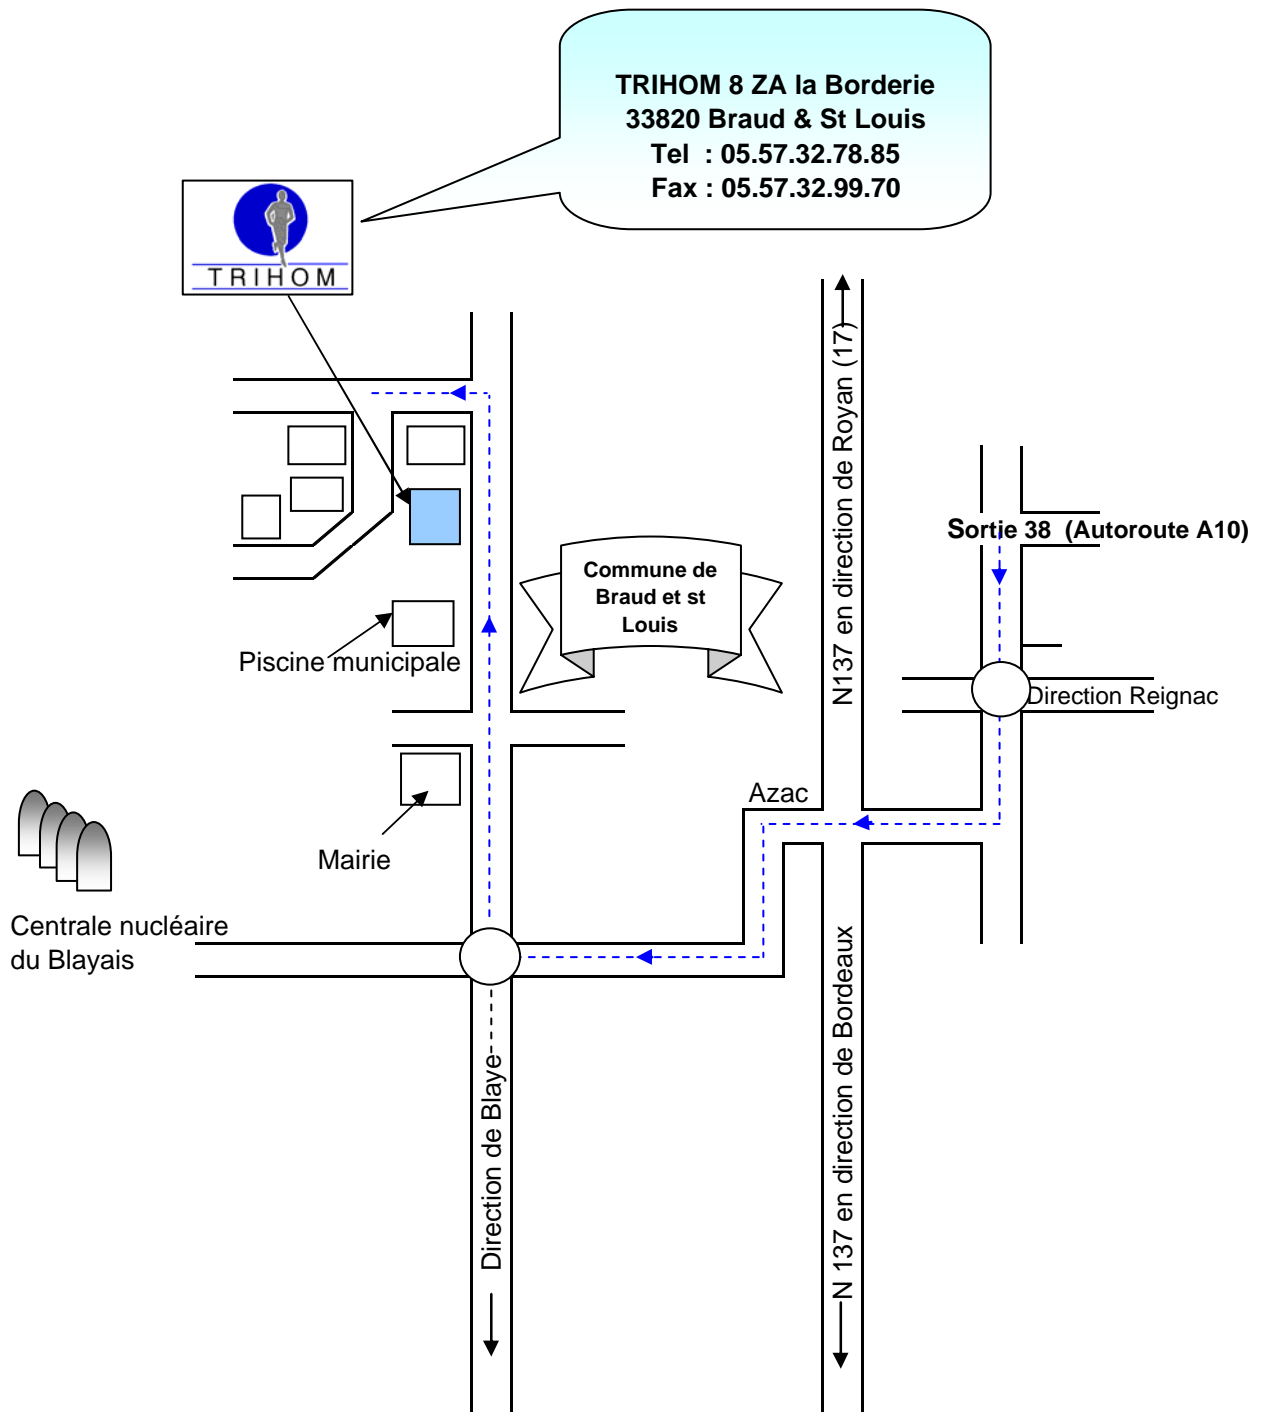 TRIHOM 8 ZA la Borderie
33820 Braud & St Louis
Tel : 05.57.32.78.85
Fax : 05.57.32.99.70
TRIHOM
N137 en direction de Royan (17)
Sortie 38 (Autoroute A10)
Commune de
Braud et st
Louis
Piscine municipale
Direction Reignac
Azac
Mairie
Centrale nucléaire
du Blayais
Direction de Blaye
N 137 en direction de Bordeaux